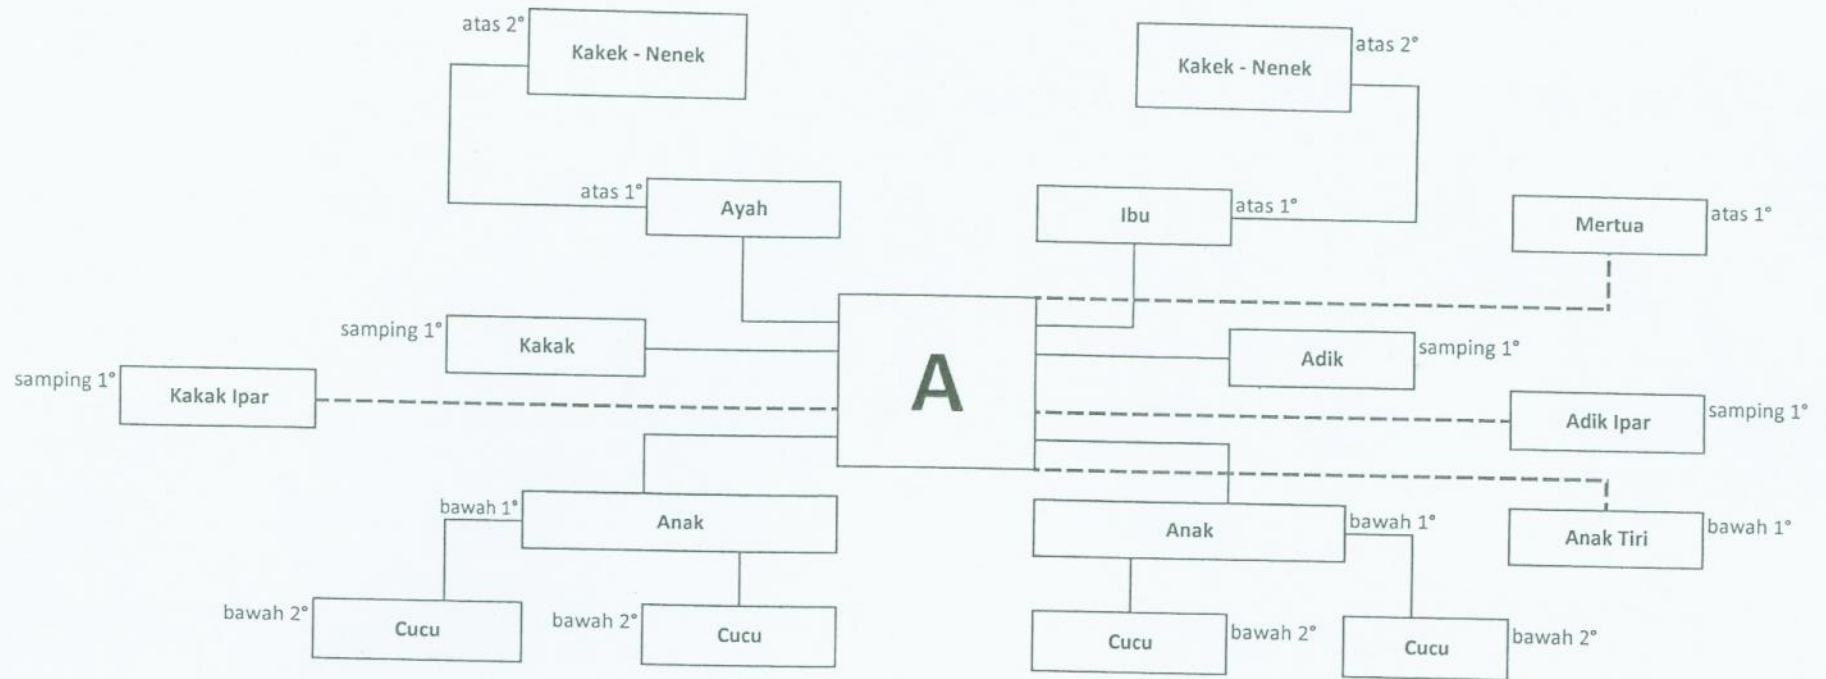 atas 2°
Kakek - Nenek
Kakek - Nenek
atas 2°
atas 1°
Ayah
Ibu
atas 1°
Mertua
atas 1°
samping 1°
Kakak
A
Adik
samping 1°
samping 1°
Kakak Ipar
Adik Ipar
samping 1°
bawah 1°
Anak
Anak
bawah 1°
Anak Tiri
bawah 1°
bawah 2°
Cucu
bawah 2°
Cucu
Cucu
bawah 2°
Cucu
bawah 2°